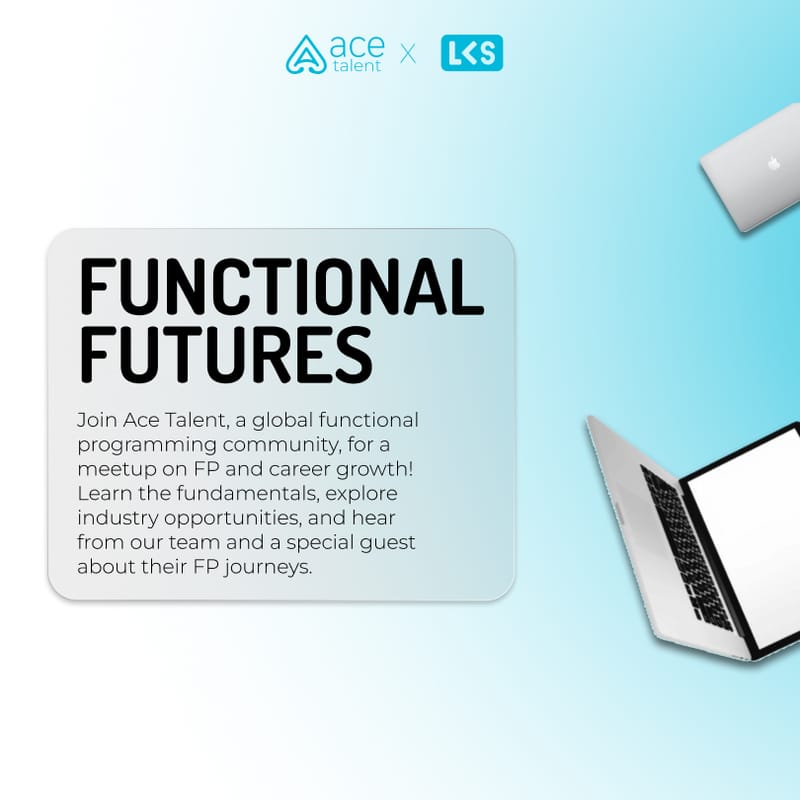 ace talent X LKS
FUNCTIONAL
FUTURES
Join Ace Talent, a global functional
programming community, for a
meetup on FP and career growth!
Learn the fundamentals, explore
industry opportunities, and hear
from our team and a special guest
about their FP journeys.